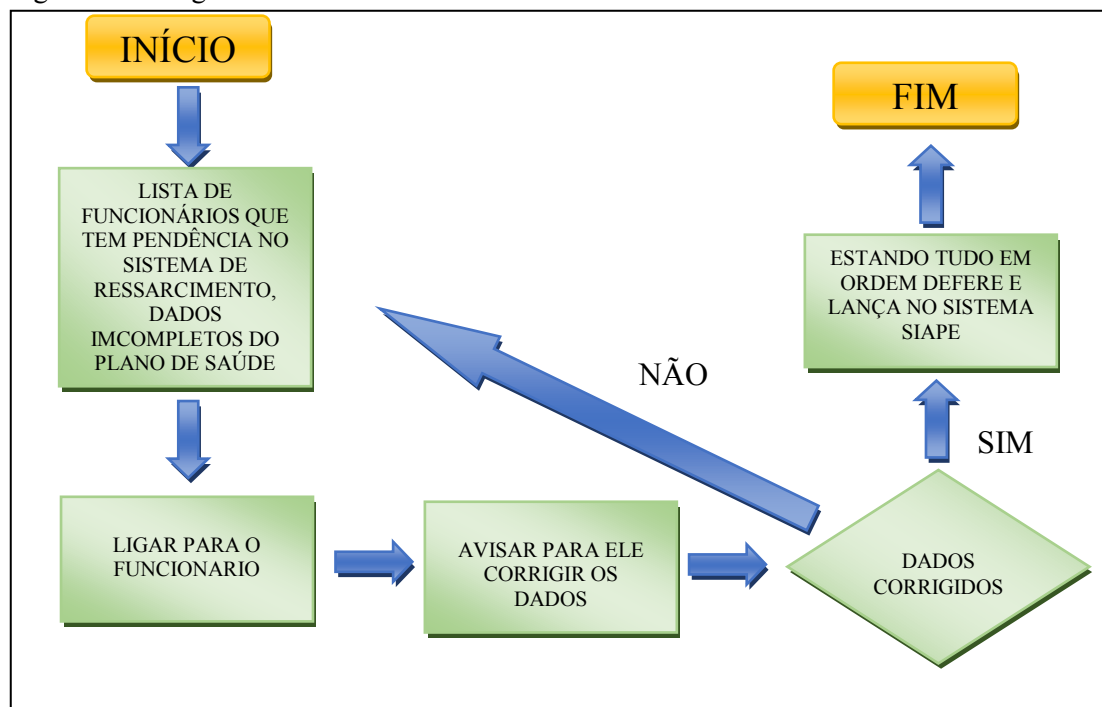 INÍCIO
LISTA DE
FUNCIONÁRIOS QUE
TEM PENDÊNCIA NO
SISTEMA DE
RESSARCIMENTO,
DADOS
IMCOMPLETOS DO
PLANO DE SAÚDE
LIGAR PARA O
FUNCIONARIO
AVISAR PARA ELE
CORRIGIR OS
DADOS
DADOS
CORRIGIDOS
NÃO
SIM
ESTANDO TUDO EM
ORDEM DEFERE E
LANÇA NO SISTEMA
SIAPE
FIM